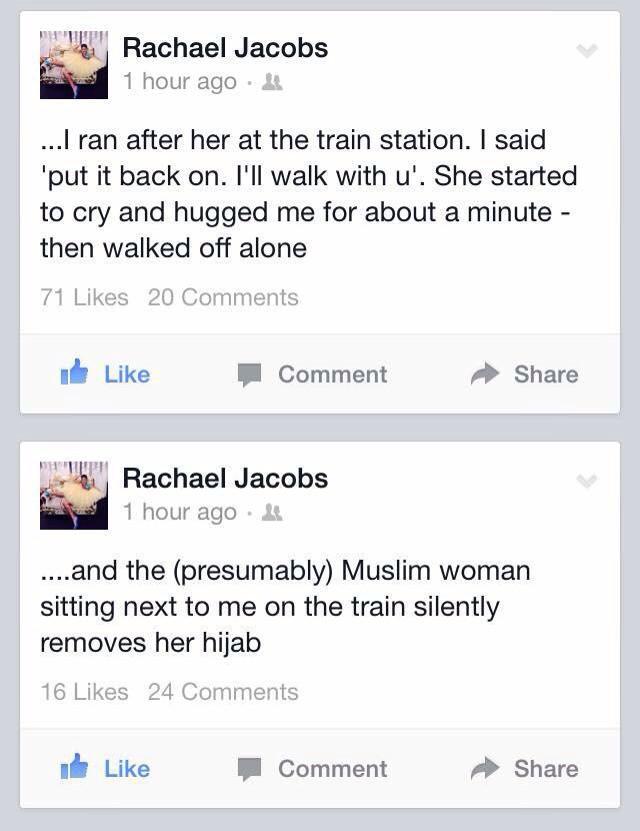 Rachael Jacobs
1 hour ago ·
...I ran after her at the train station. I said
'put it back on. I'll walk with u'. She started
to cry and hugged me for about a minute -
then walked off alone
71 Likes 20 Comments
Like Comment Share
Rachael Jacobs
1 hour ago ·
....and the (presumably) Muslim woman
sitting next to me on the train silently
removes her hijab
16 Likes 24 Comments
Like Comment Share